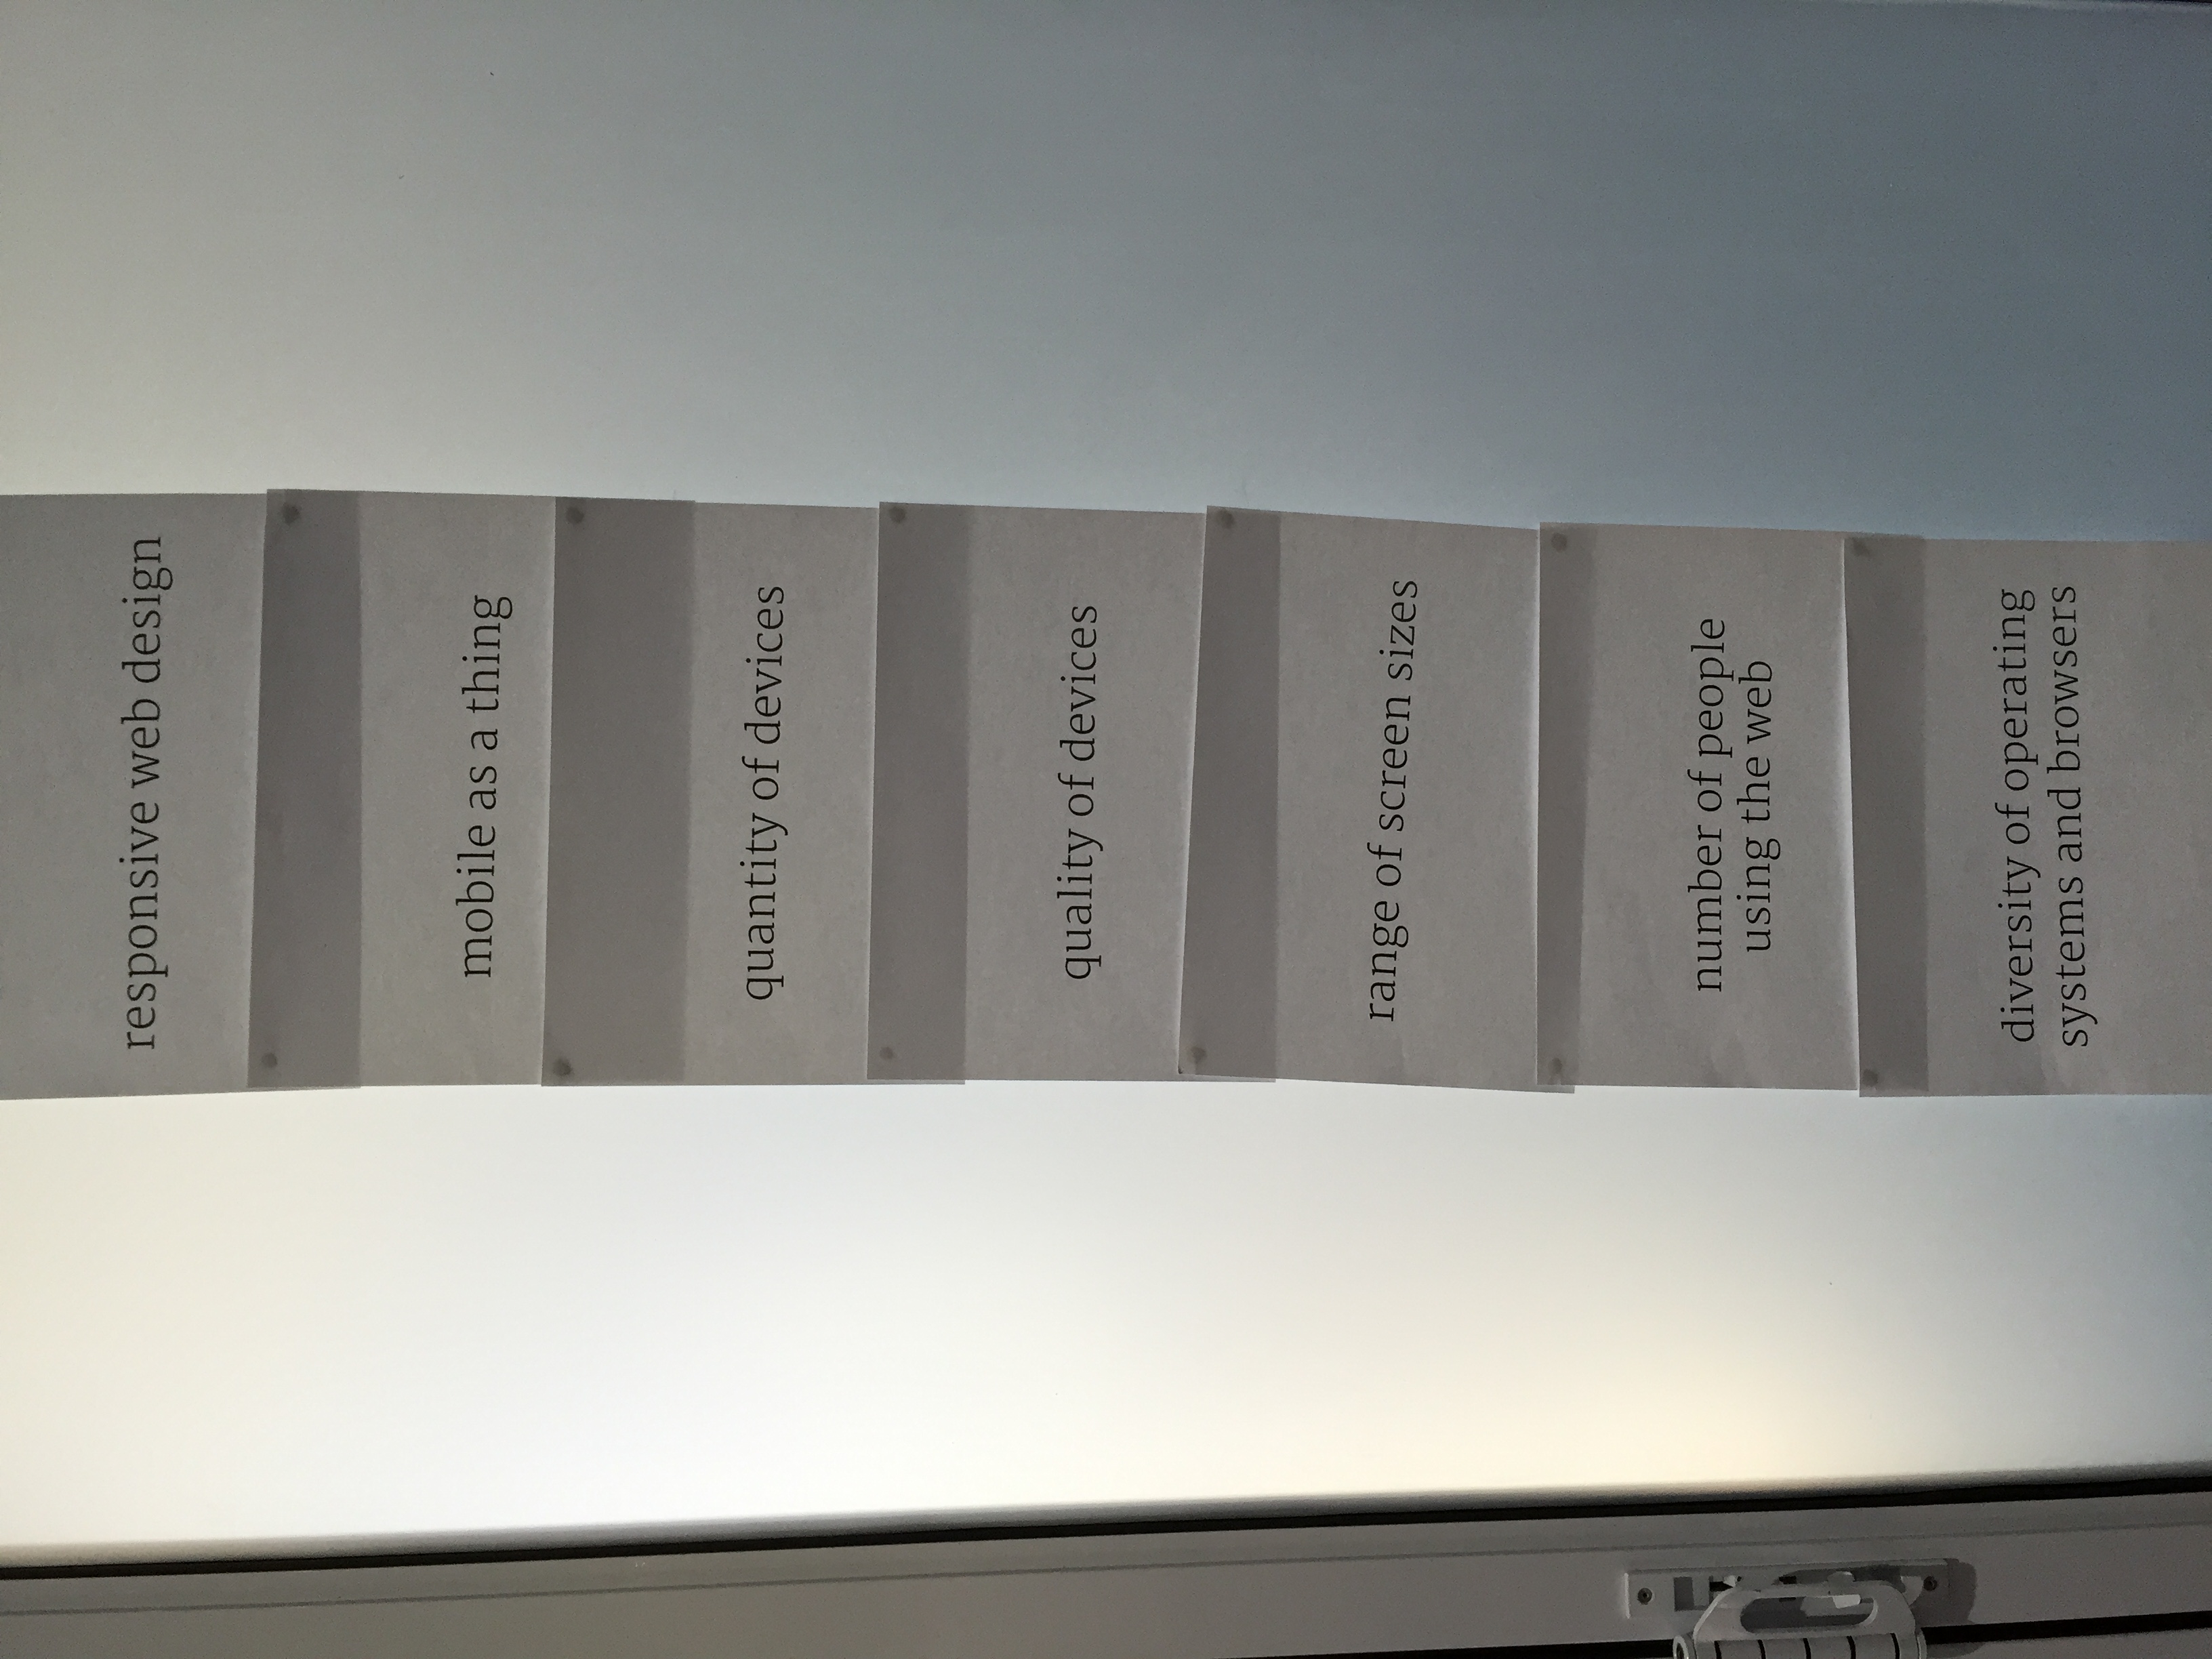 responsive web design
mobile as a thing
quantity of devices
quality of devices
range of screen sizes
number of people
using the web
diversity of operating
systems and browsers